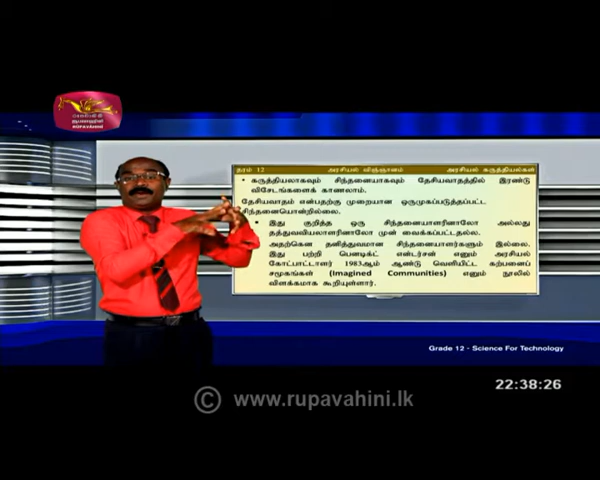 ரூபவாஹினி
#RUPAVAHINI
தரம் 12 அரசியல் விஞ்ஞானம் அரசியல் கருத்தியல்கள்
• கருத்தியலாகவும் சிந்தனையாகவும் தேசியவாதத்தில் இரண்டு
விசேடங்களைக் காணலாம்.
தேசியவாதம் என்பதற்கு முறையான ஒருமுகப்படுத்தப்பட்ட
சிந்தனையொன்றில்லை.
• இது குறித்த ஒரு சிந்தனையாளரினாலோ அல்லது
தத்துவவியலாளரினாலோ முன் வைக்கப்பட்டதல்ல.
அதற்கென தனித்துவமான சிந்தனையாளர்களும் இல்லை.
இது பற்றி பெனடிக்ட் என்டர்சன் எனும் அரசியல்
கோட்பாட்டாளர் 1983ஆம் ஆண்டு வெளியிட்ட கற்பனைப்
சமூகங்கள் (Imagined Communities) எனும் நூலில்
விளக்கமாக கூறியுள்ளார்.
Grade 12 - Science For Technology
22:38:26
© www.rupavahini.lk